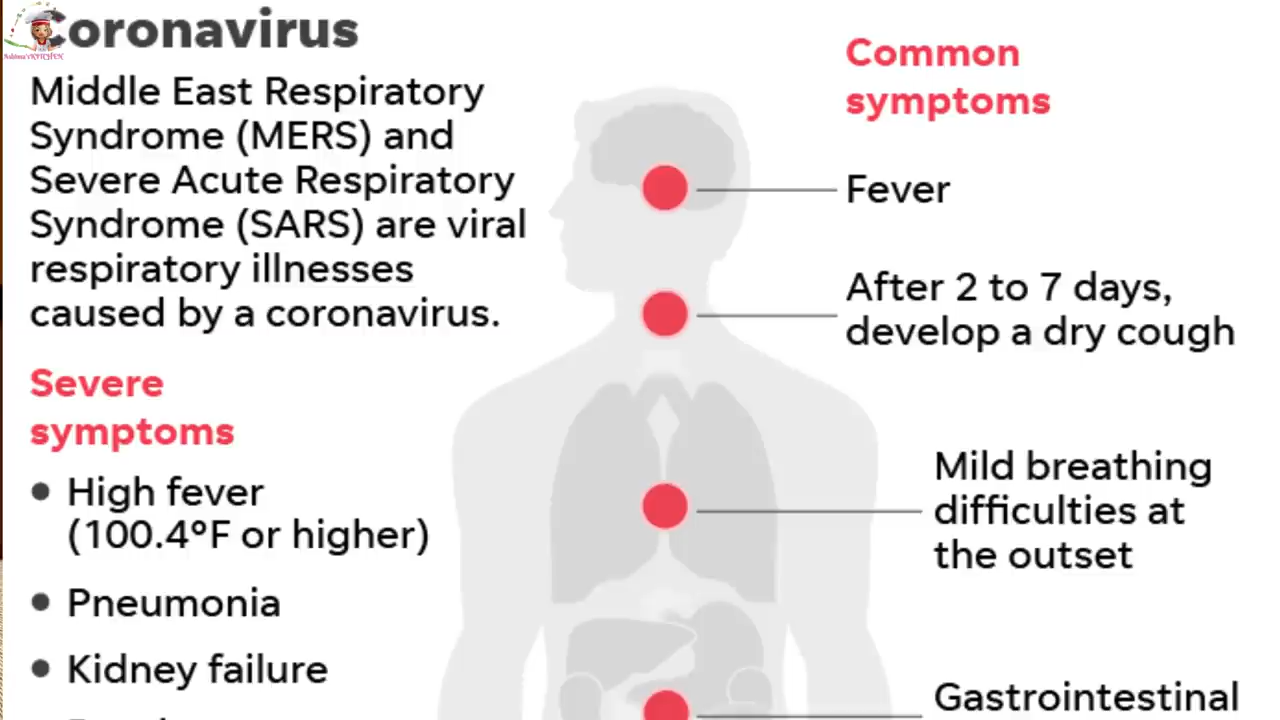 Coronavirus
Middle East Respiratory
Syndrome (MERS) and
Severe Acute Respiratory
Syndrome (SARS) are viral
respiratory illnesses
caused by a coronavirus.
Severe
symptoms
• High fever
(100.4°F or higher)
• Pneumonia
• Kidney failure
Common
symptoms
Fever
After 2 to 7 days,
develop a dry cough
Mild breathing
difficulties at
the outset
Gastrointestinal